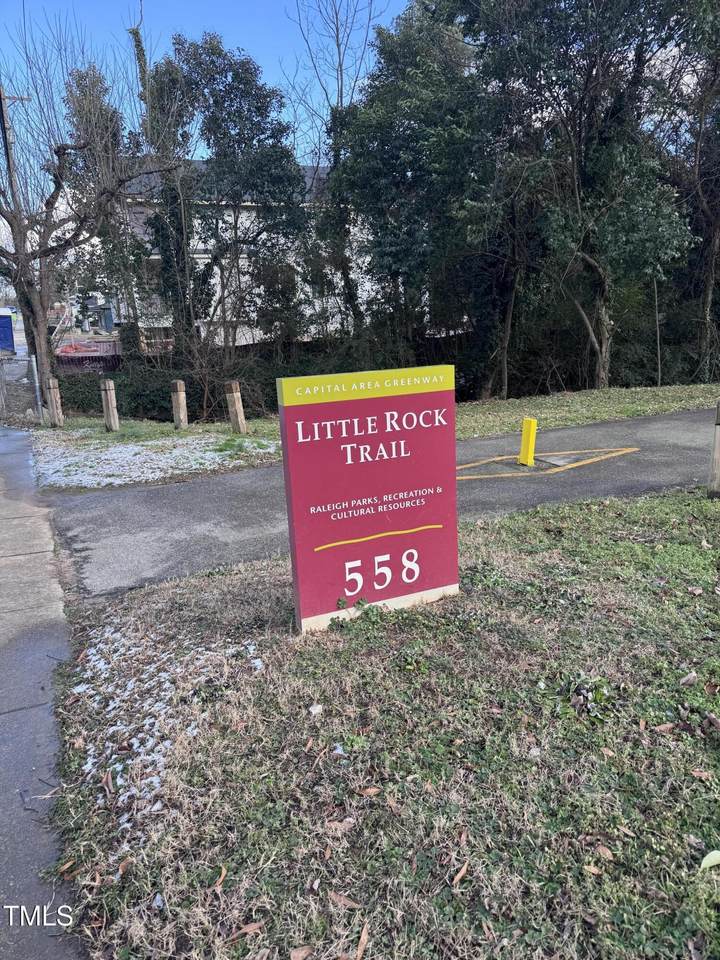 CAPITAL AREA GREENWAY
LITTLE ROCK
TRAIL
RALEIGH PARKS, RECREATION &
CULTURAL RESOURCES
558
TMLS